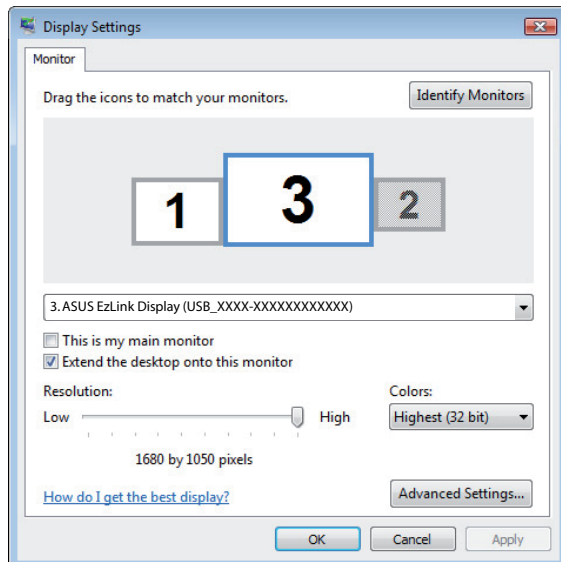 Display Settings
Monitor
Drag the icons to match your monitors.
Identify Monitors
1
3
2
3. ASUS EzLink Display (USB_XXXX-XXXXXXXXXXXX)
This is my main monitor
Extend the desktop onto this monitor
Resolution:
Colors:
Low
High
Highest (32 bit)
1680 by 1050 pixels
How do I get the best display?
Advanced Settings...
OK
Cancel
Apply